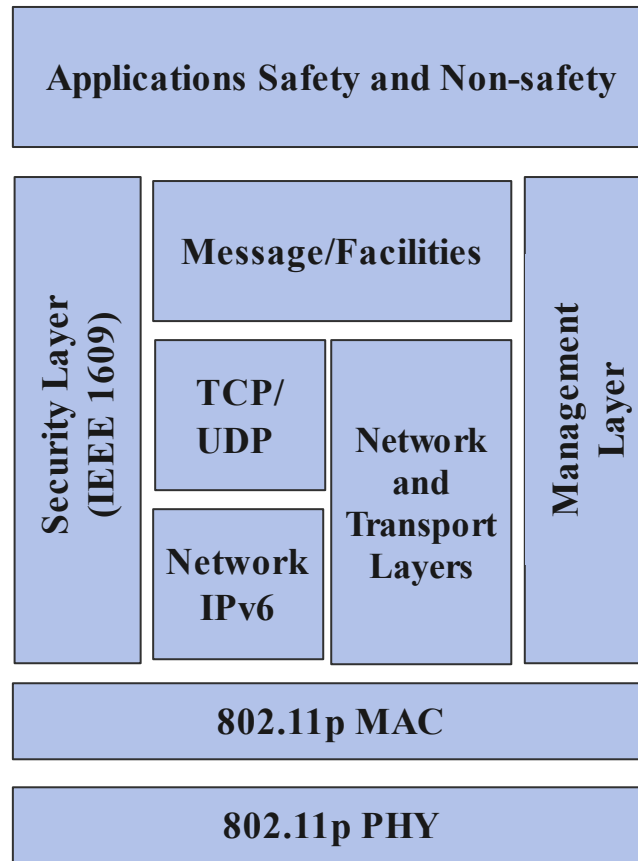 Applications Safety and Non-safety
Security Layer
(IEEE 1609)
Message/Facilities
TCP/
UDP
Network
IPv6
Network
and
Transport
Layers
Management
Layer
802.11p MAC
802.11p PHY